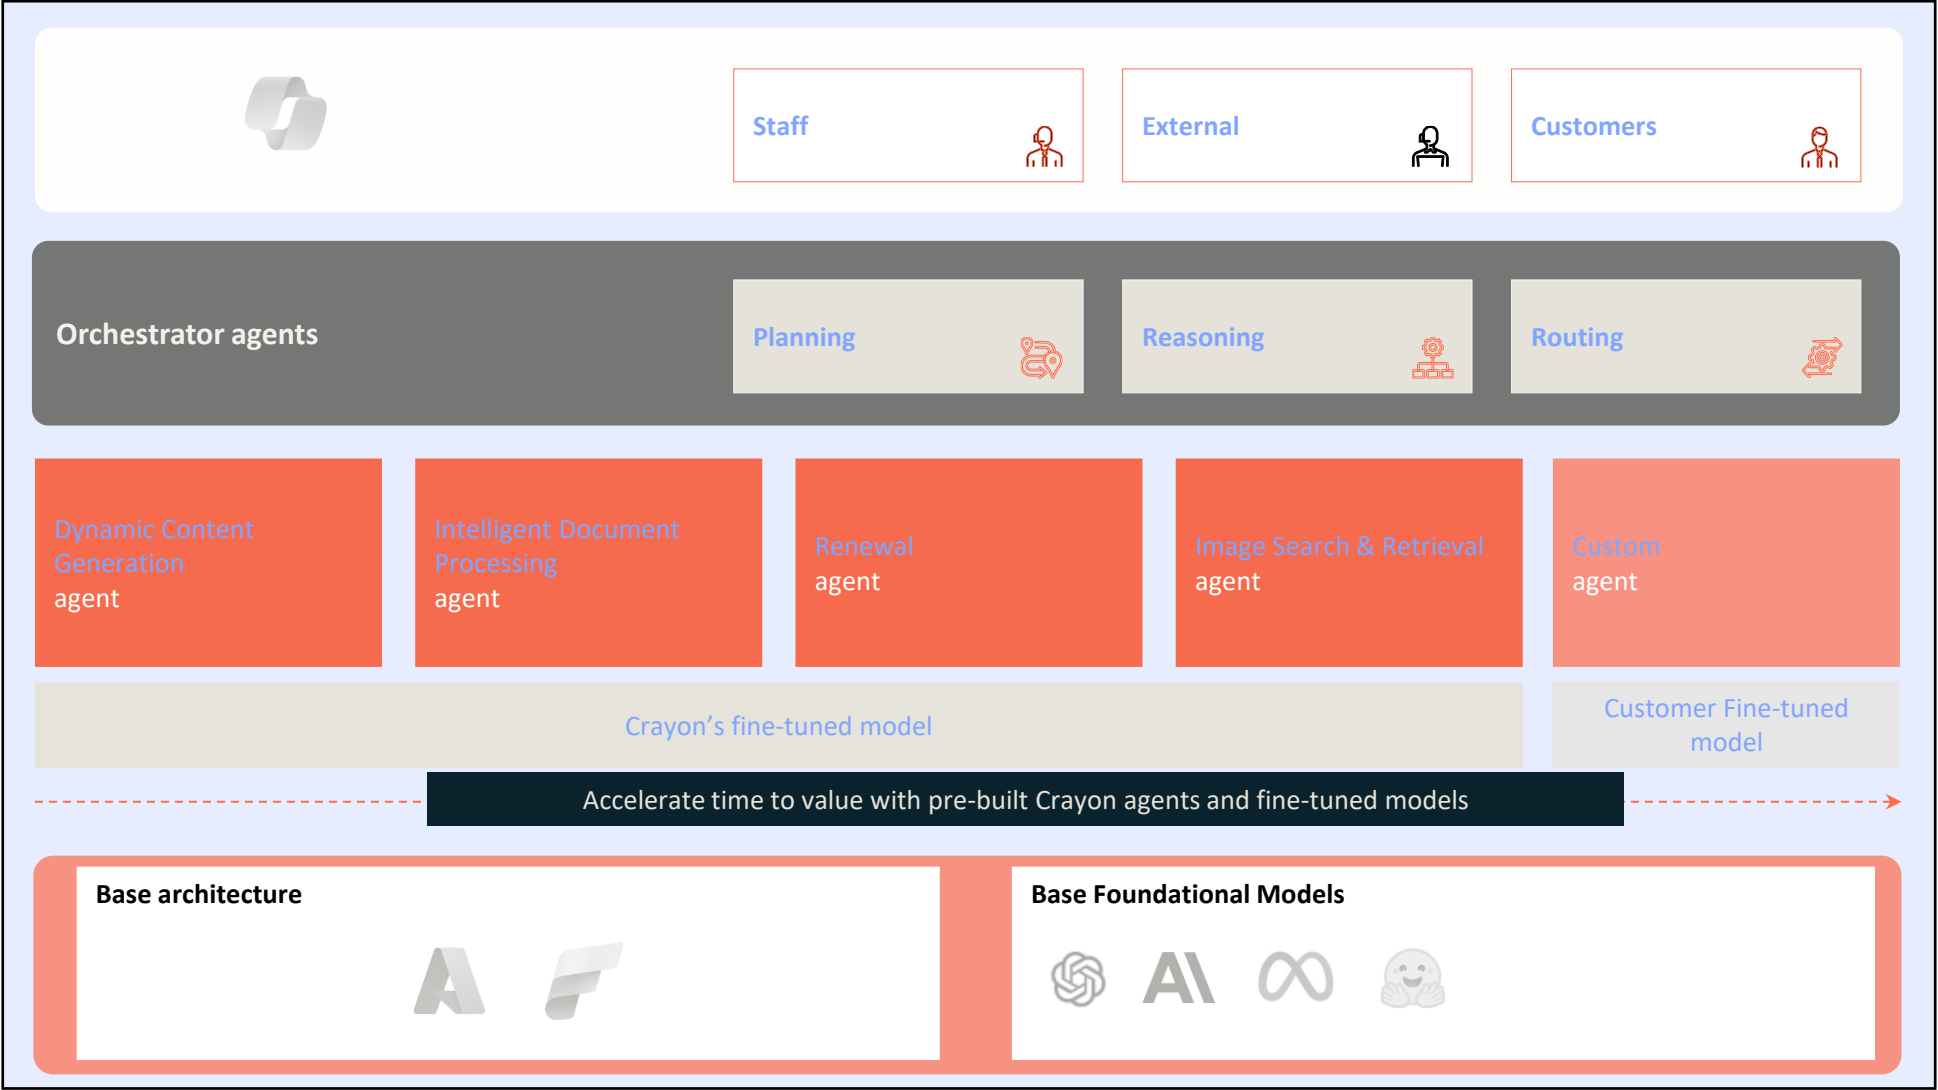 Staff
External
Customers
Orchestrator agents
Planning
Reasoning
Routing
Dynamic Content
Generation
agent
Intelligent Document
Processing
agent
Renewal
agent
Image Search & Retrieval
agent
Custom
agent
Crayon’s fine-tuned model
Customer Fine-tuned
model
Accelerate time to value with pre-built Crayon agents and fine-tuned models
Base architecture
Base Foundational Models